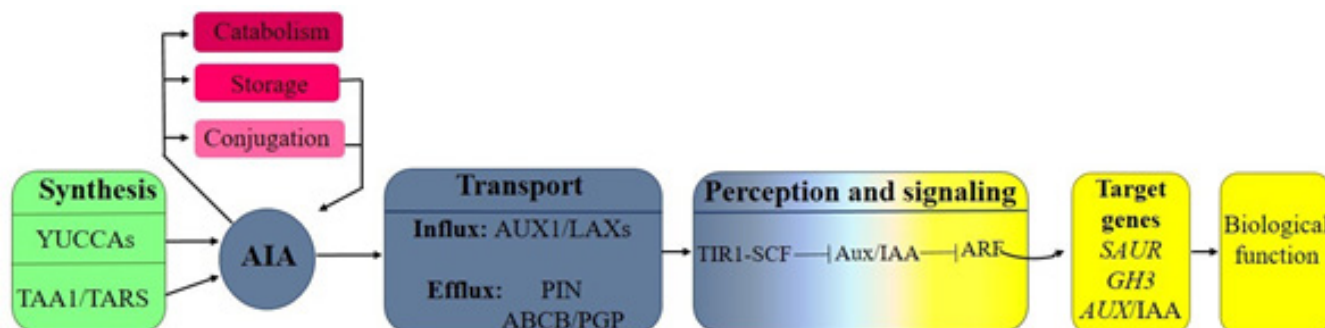 Catabolism
Storage
Conjugation
Synthesis
YUCCAs
TAA1/TARS
AIA
Transport
Influx: AUX1/LAXs
Efflux: PIN
ABCB/PGP
Perception and signaling
TIR1-SCF Aux/IAA ARF
Target
genes
SAUR
GH3
AUX/IAA
Biological
function